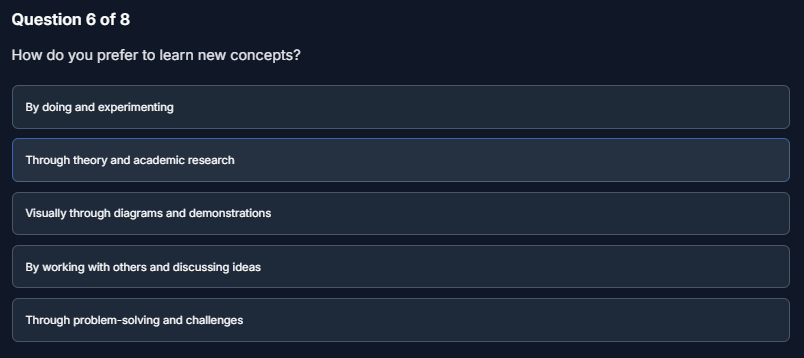 Question 6 of 8
How do you prefer to learn new concepts?
By doing and experimenting
Through theory and academic research
Visually through diagrams and demonstrations
By working with others and discussing ideas
Through problem-solving and challenges